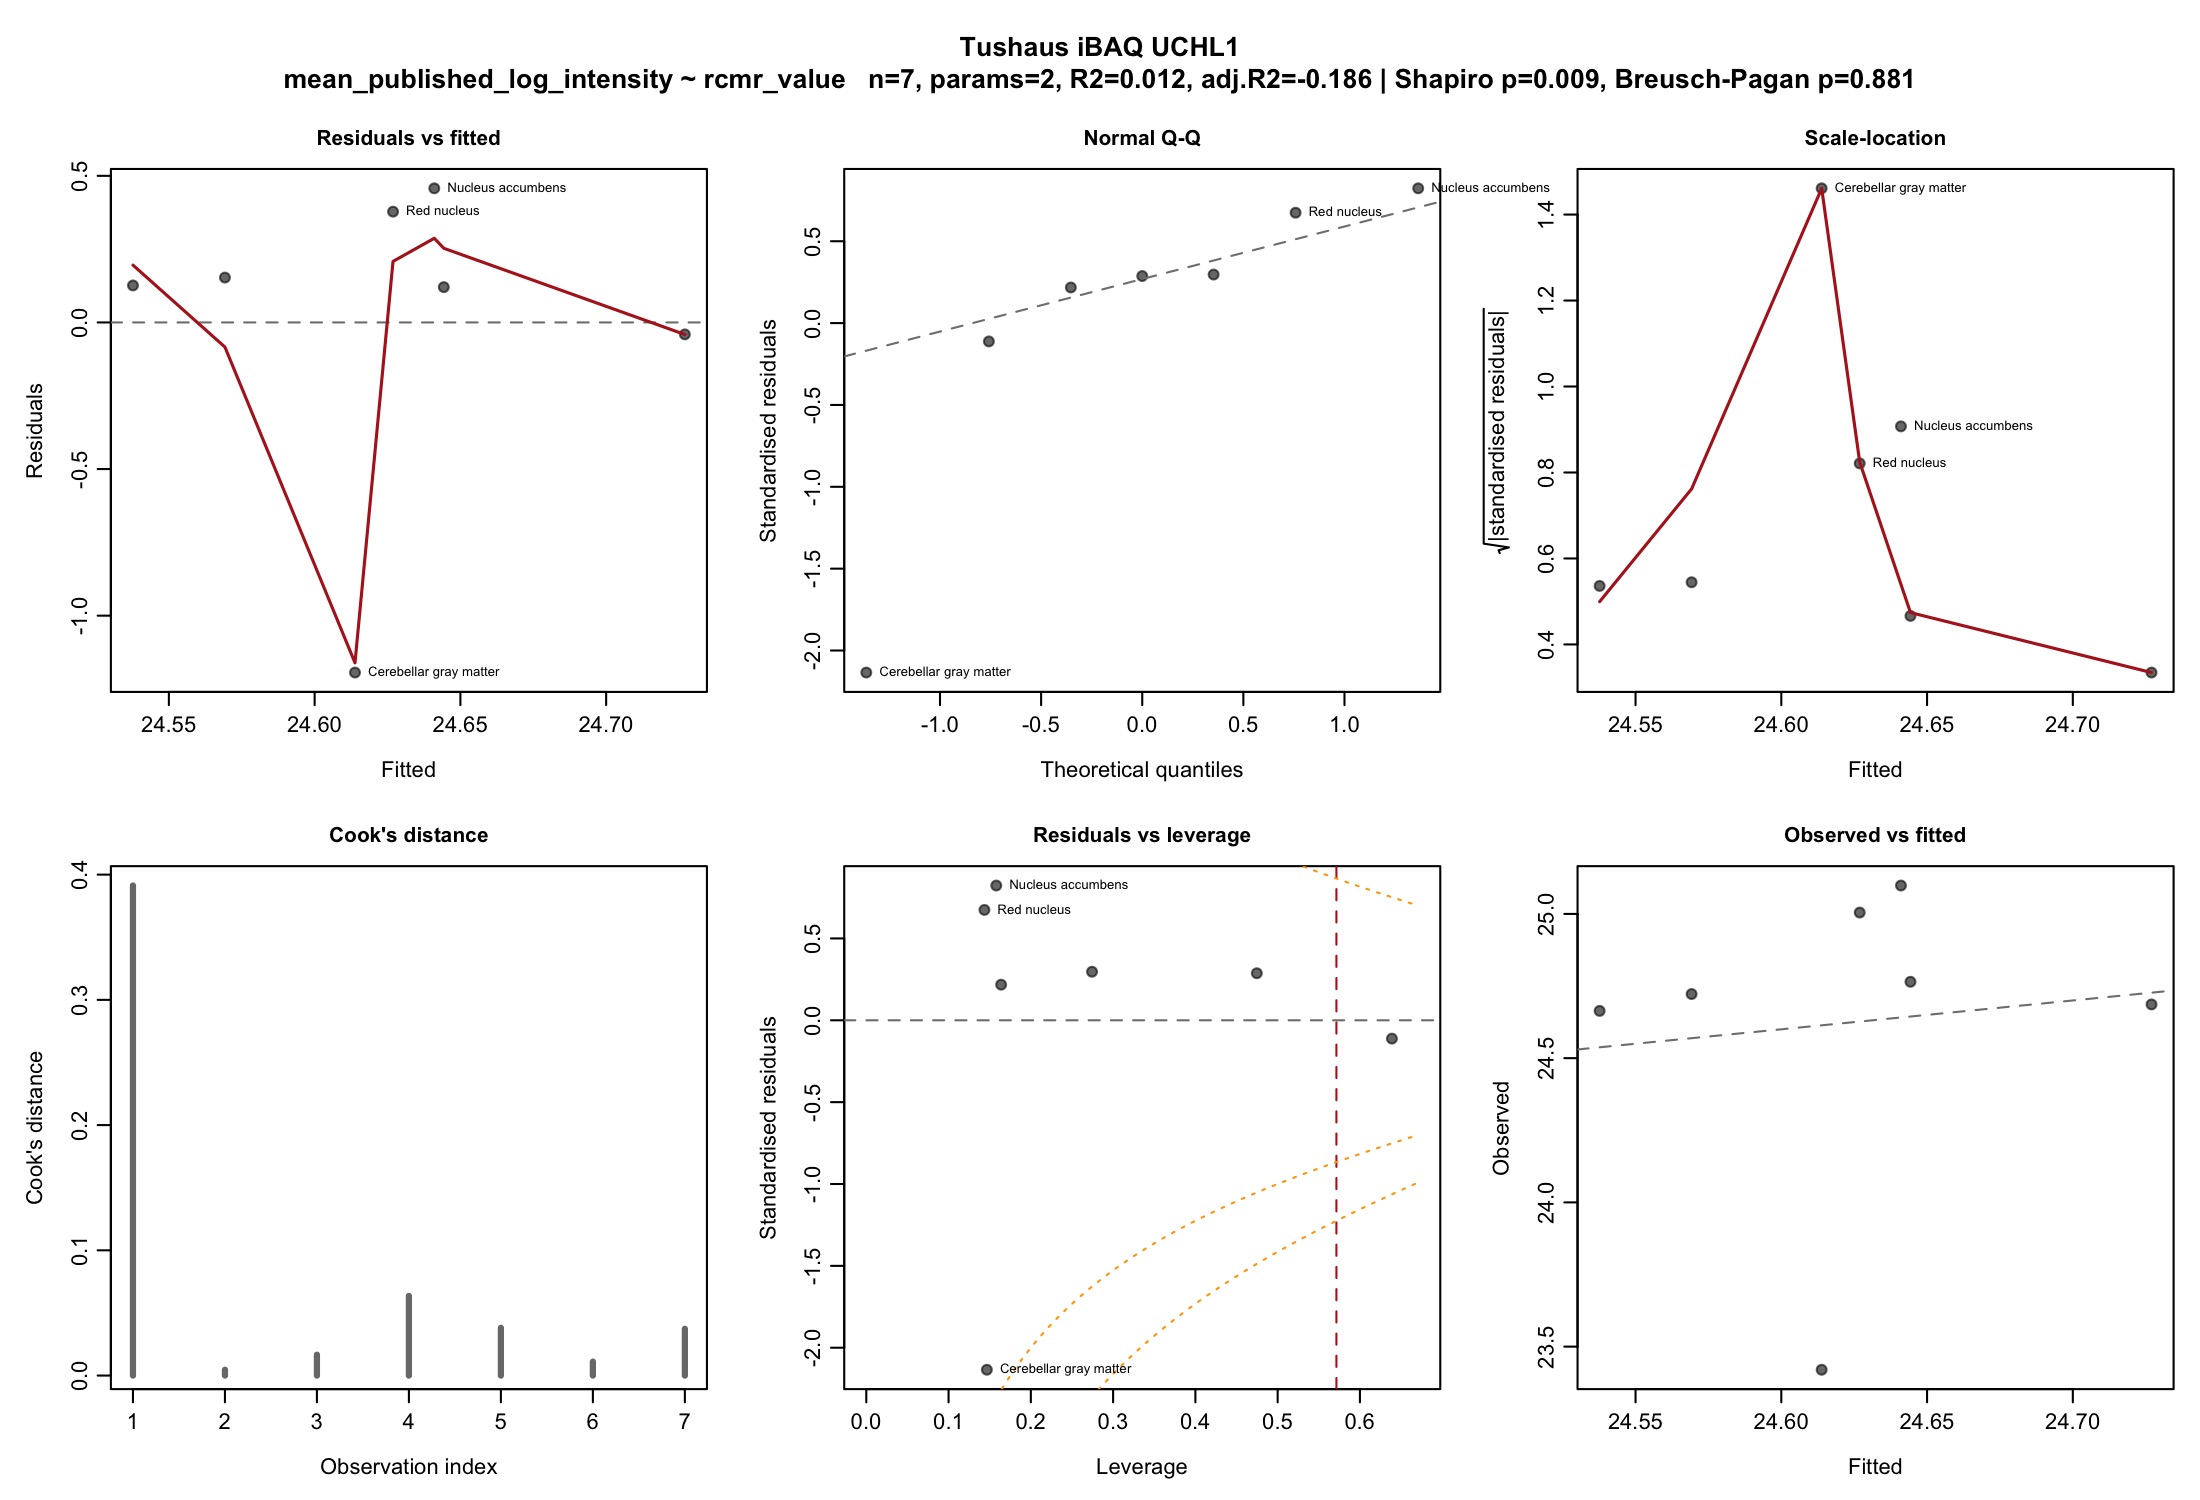 Tushaus iBAQ UCHL1
mean_published_log_intensity ~ rcmr_value   n=7, params=2, R2=0.012, adj.R2=-0.186 | Shapiro p=0.009, Breusch-Pagan p=0.881
Residuals vs fitted
Residuals
0.5
0.0
-0.5
-1.0
Nucleus accumbens
Red nucleus
Cerebellar gray matter
24.55 24.60 24.65 24.70
Fitted
Normal Q-Q
Standardised residuals
0.5
0.0
-0.5
-1.0
-1.5
-2.0
Nucleus accumbens
Red nucleus
Cerebellar gray matter
-1.0 -0.5 0.0 0.5 1.0
Theoretical quantiles
Scale-location
√|standardised residuals|
1.4
1.2
1.0
0.8
0.6
0.4
Cerebellar gray matter
Nucleus accumbens
Red nucleus
24.55 24.60 24.65 24.70
Fitted
Cook's distance
Cook's distance
0.4
0.3
0.2
0.1
0.0
1 2 3 4 5 6 7
Observation index
Residuals vs leverage
Standardised residuals
0.5
0.0
-0.5
-1.0
-1.5
-2.0
Nucleus accumbens
Red nucleus
Cerebellar gray matter
0.0 0.1 0.2 0.3 0.4 0.5 0.6
Leverage
Observed vs fitted
Observed
25.0
24.5
24.0
23.5
24.55 24.60 24.65 24.70
Fitted